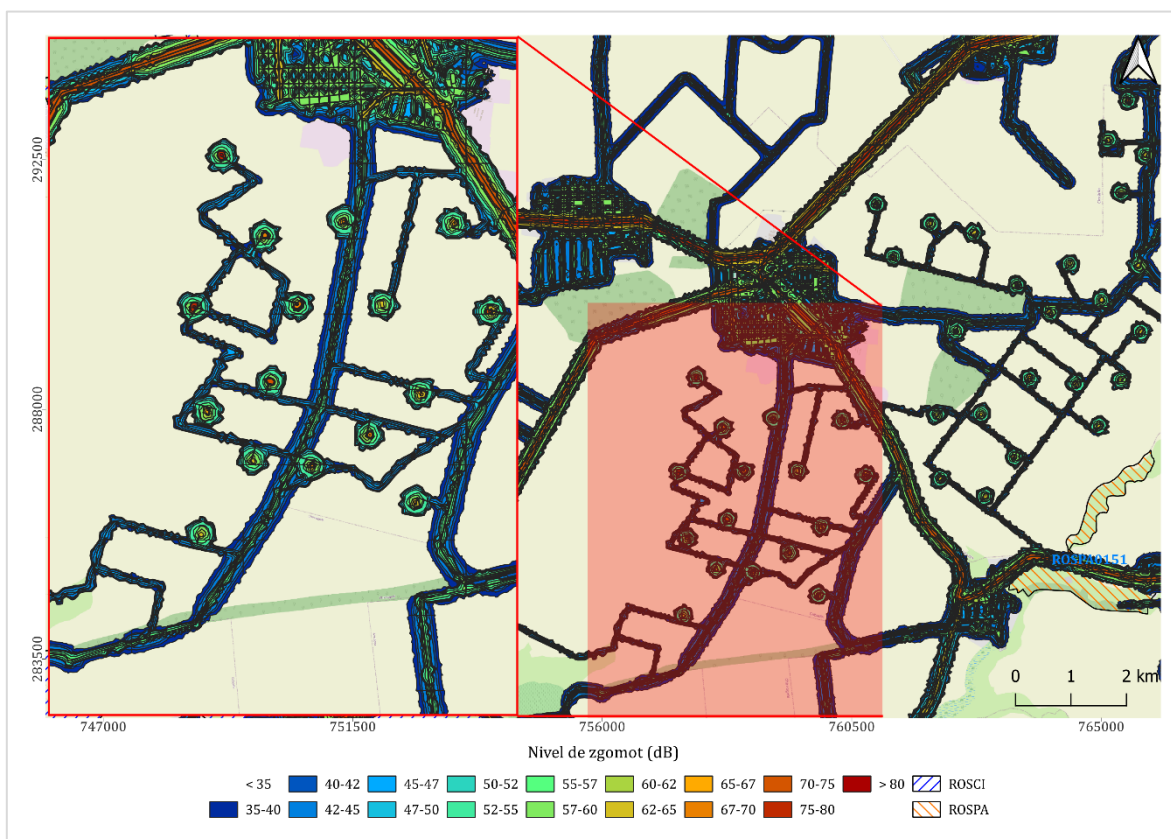 292500
288000
283500
ROSPA0151
0 1 2 km
747000 751500 756000 760500 765000
Nivel de zgomot (dB)
< 35 40-42 45-47 50-52 55-57 60-62 65-67 70-75 > 80 ROSCI
35-40 42-45 47-50 52-55 57-60 62-65 67-70 75-80 ROSPA